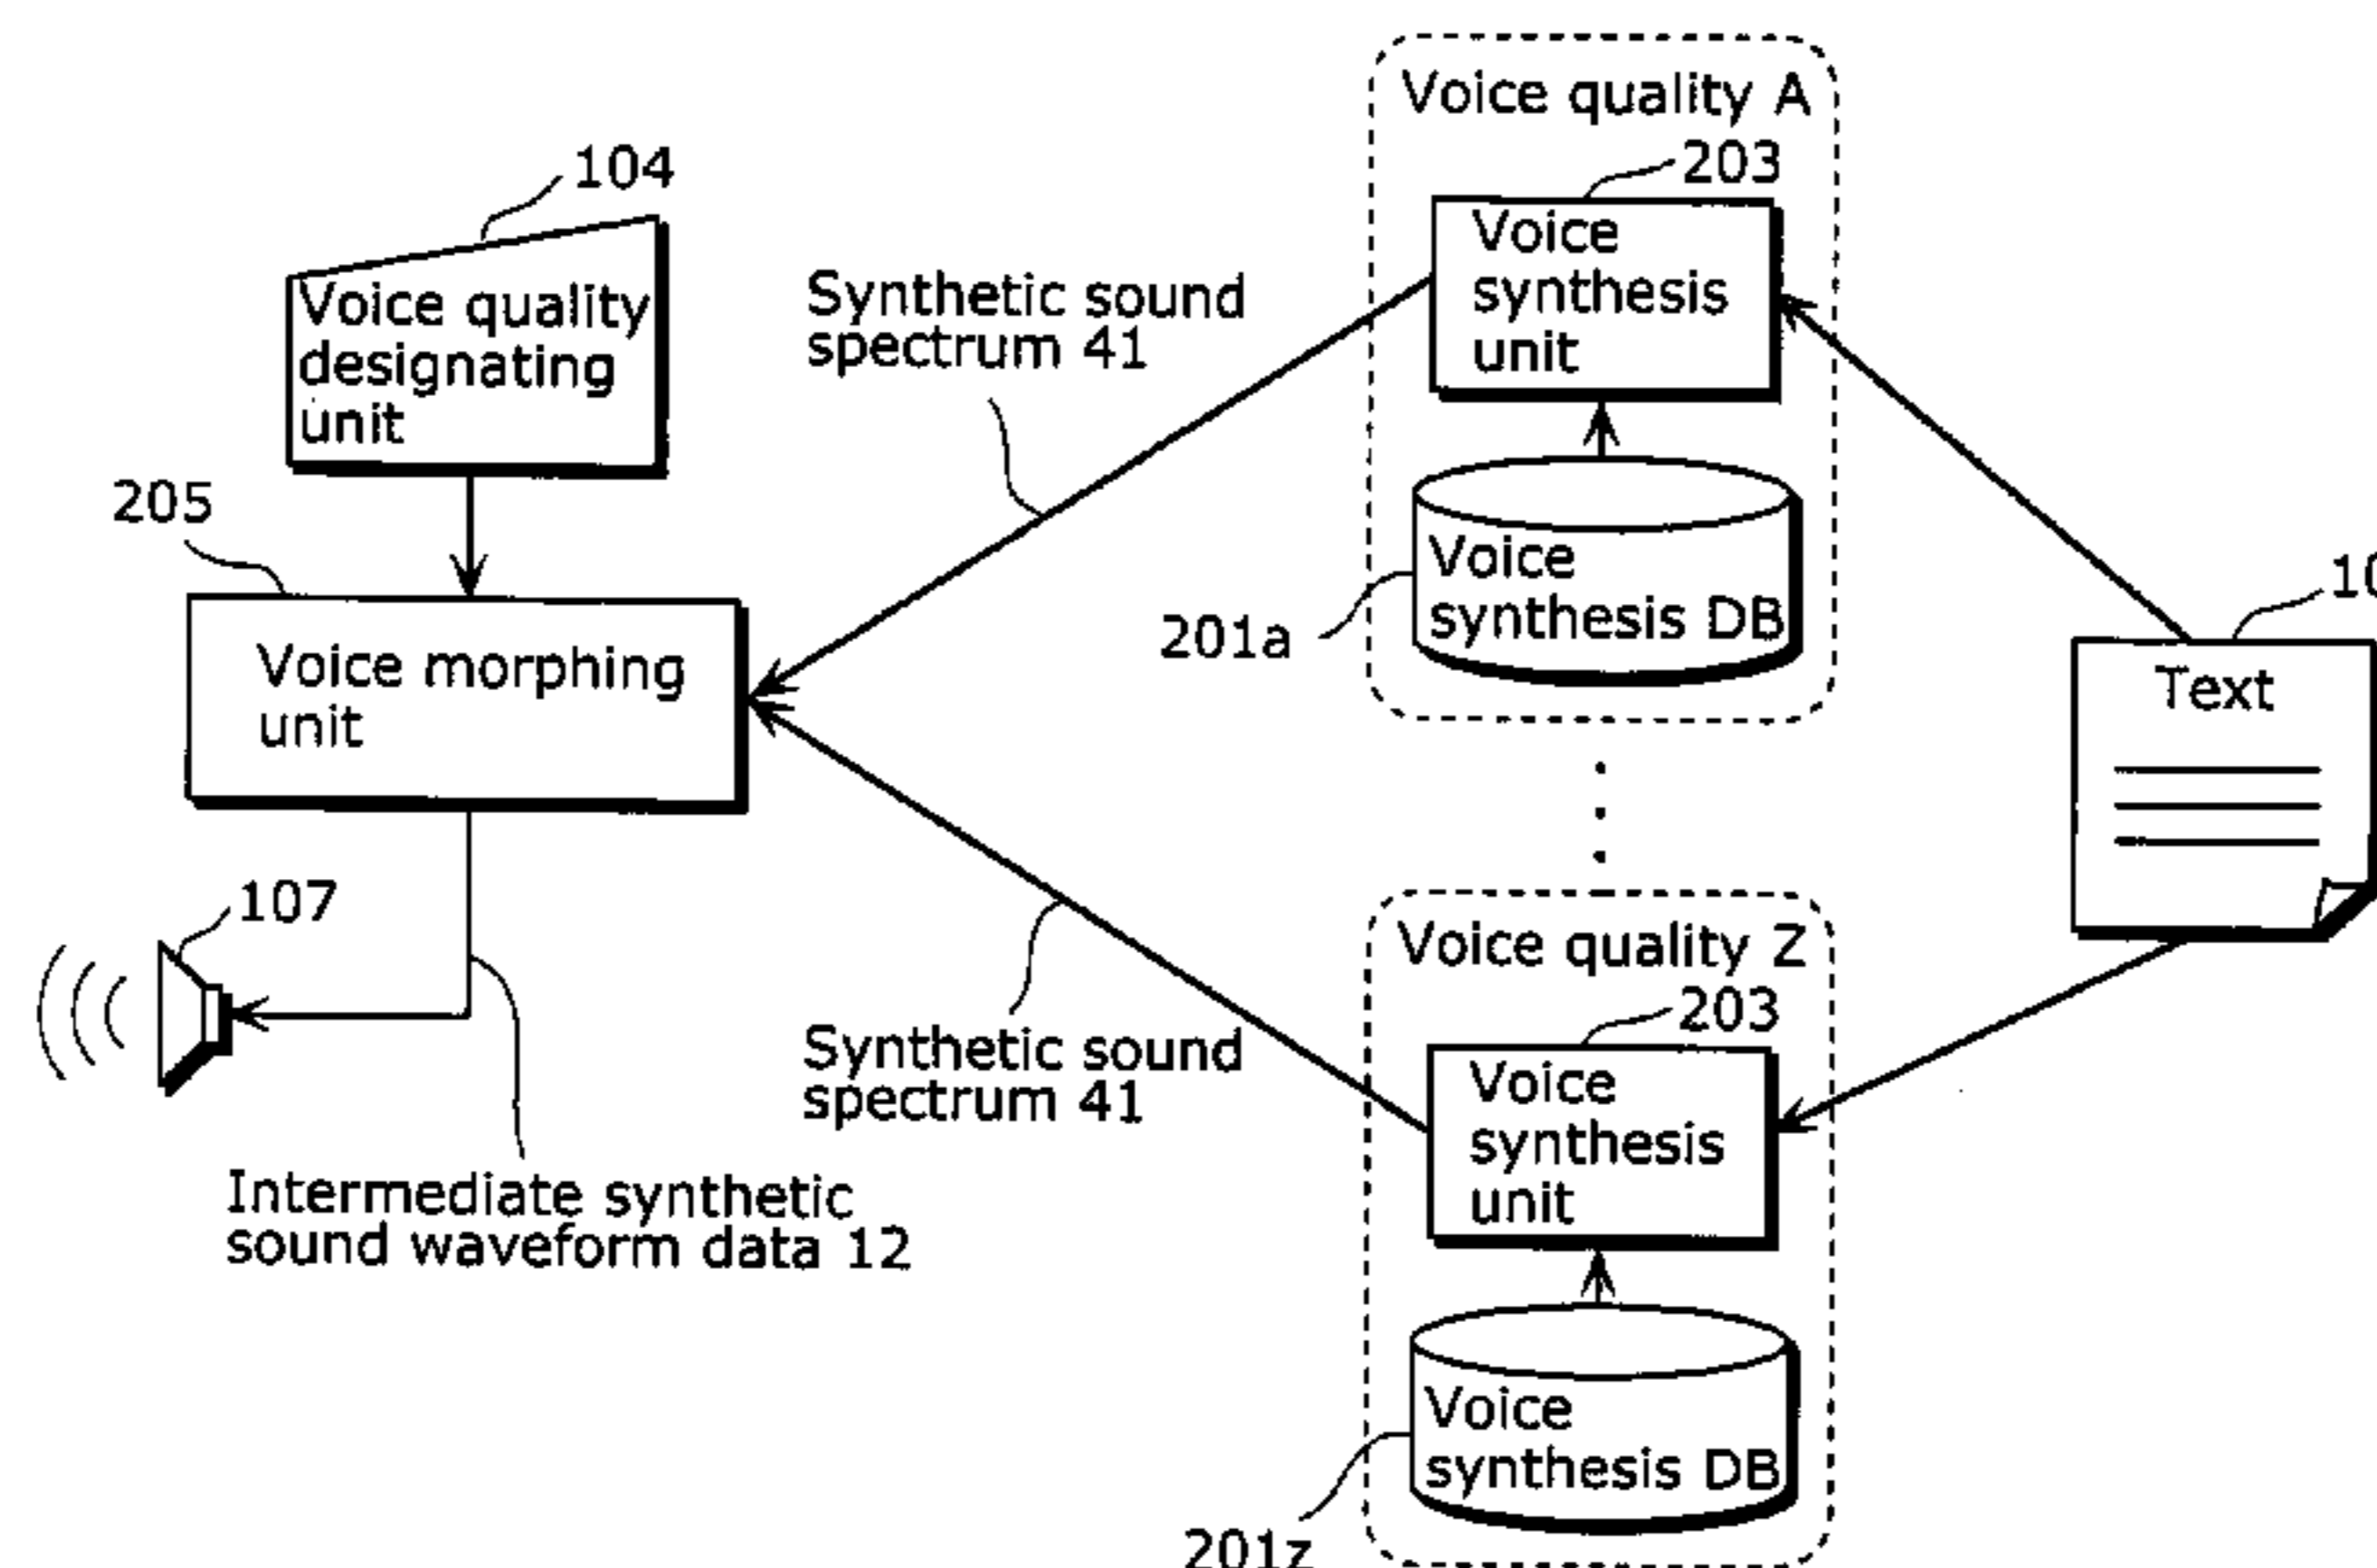 Voice quality A
104
203
Voice quality
designating
unit
Synthetic sound
spectrum 41
Voice
synthesis
unit
205
Voice
synthesis DB
201a
Voice morphing
unit
Text
107
Voice quality Z
203
Synthetic sound
spectrum 41
Voice
synthesis
unit
Intermediate synthetic
sound waveform data 12
Voice
synthesis DB
201z